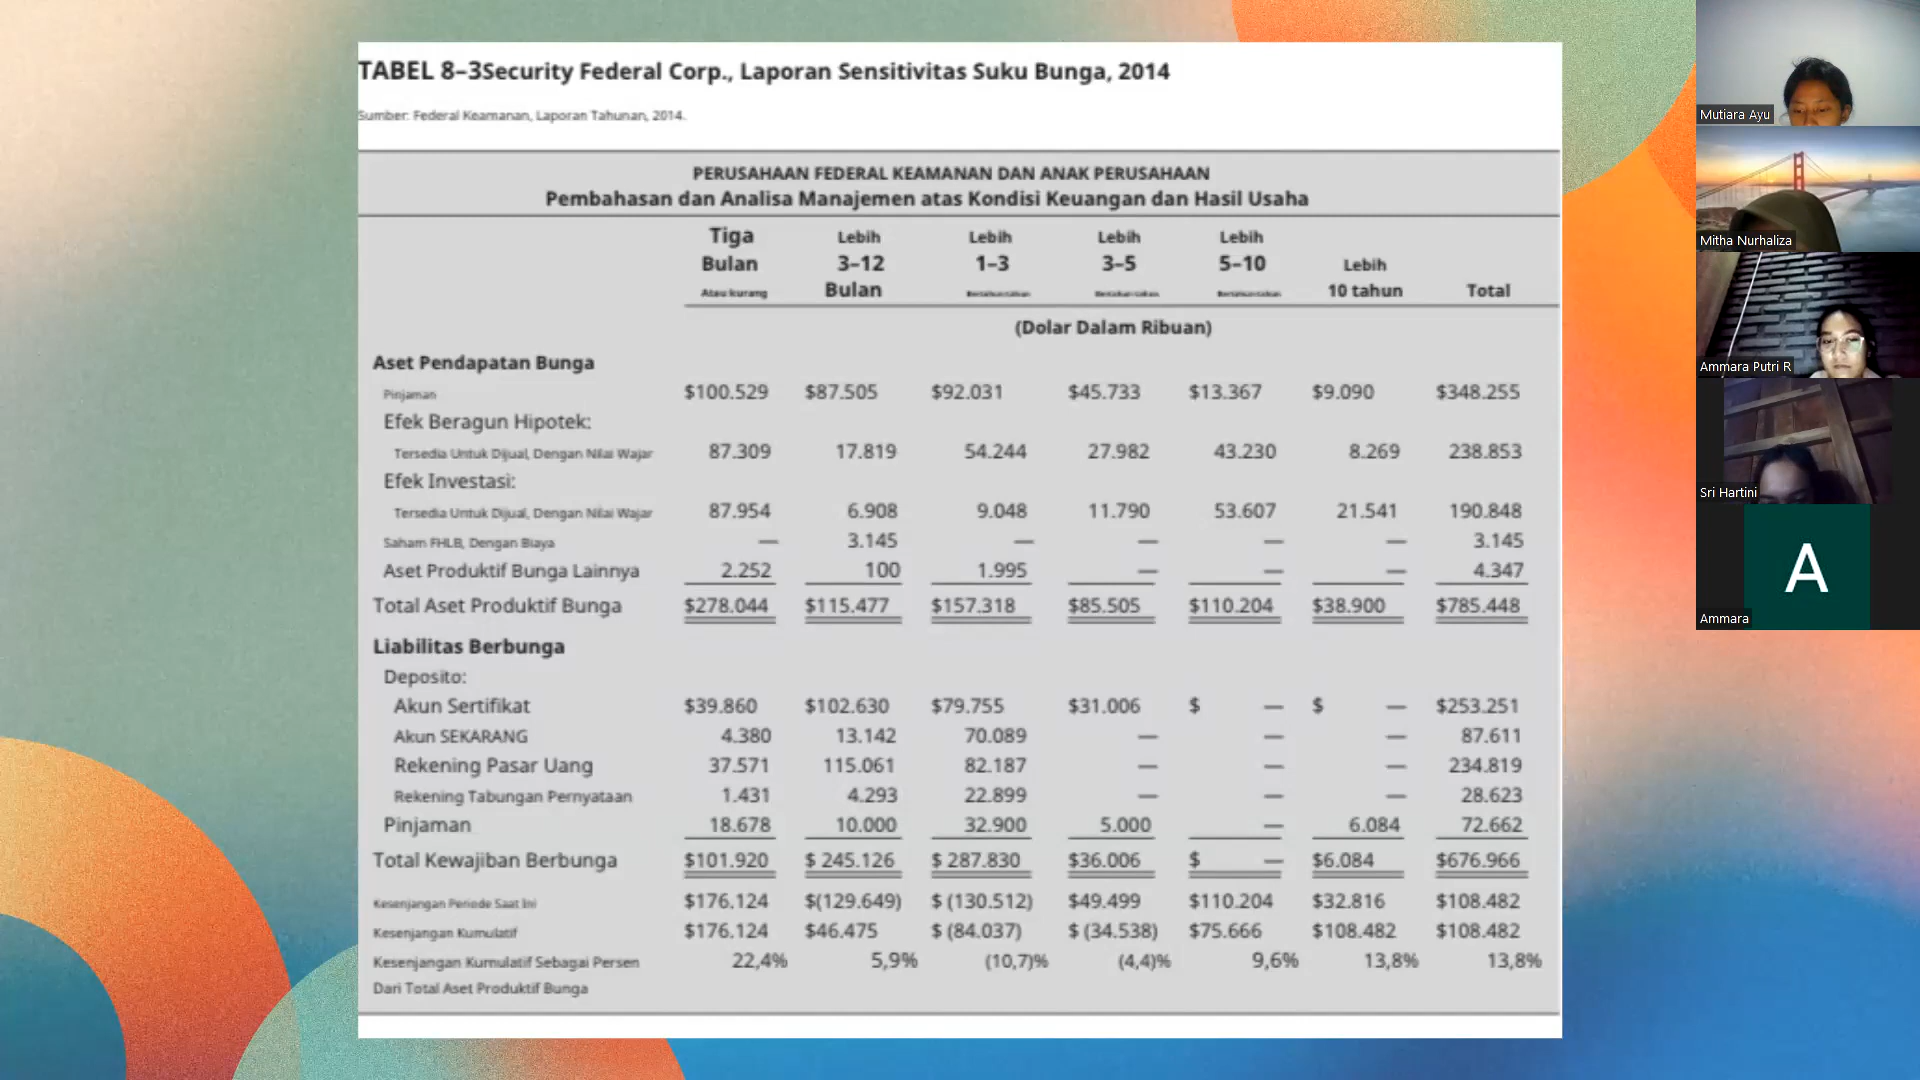 TABEL 8–3Security Federal Corp., Laporan Sensitivitas Suku Bunga, 2014
Sumber: Federal Keamanan, Laporan Tahunan, 2014.
PERUSAHAAN FEDERAL KEAMANAN DAN ANAK PERUSAHAAN
Pembahasan dan Analisa Manajemen atas Kondisi Keuangan dan Hasil Usaha
Tiga Lebih Lebih Lebih Lebih
Bulan 3–12 1–3 3–5 5–10 Lebih
Atau kurang Bulan 10 tahun Total
(Dolar Dalam Ribuan)
Aset Pendapatan Bunga
Pinjaman $100.529 $87.505 $92.031 $45.733 $13.367 $9.090 $348.255
Efek Beragun Hipotek:
Tersedia Untuk Dijual, Dengan Nilai Wajar 87.309 17.819 54.244 27.982 43.230 8.269 238.853
Efek Investasi:
Tersedia Untuk Dijual, Dengan Nilai Wajar 87.954 6.908 9.048 11.790 53.607 21.541 190.848
Saham FHLB, Dengan Biaya — 3.145 — — — — 3.145
Aset Produktif Bunga Lainnya 2.252 100 1.995 — — — 4.347
Total Aset Produktif Bunga $278.044 $115.477 $157.318 $85.505 $110.204 $38.900 $785.448
Liabilitas Berbunga
Deposito:
Akun Sertifikat $39.860 $102.630 $79.755 $31.006 $ — $ — $253.251
Akun SEKARANG 4.380 13.142 70.089 — — — 87.611
Rekening Pasar Uang 37.571 115.061 82.187 — — — 234.819
Rekening Tabungan Pernyataan 1.431 4.293 22.899 — — — 28.623
Pinjaman 18.678 10.000 32.900 5.000 — 6.084 72.662
Total Kewajiban Berbunga $101.920 $ 245.126 $ 287.830 $36.006 $ — $6.084 $676.966
Kesenjangan Periode Saat Ini $176.124 $(129.649) $ (130.512) $49.499 $110.204 $32.816 $108.482
Kesenjangan Kumulatif $176.124 $46.475 $ (84.037) $ (34.538) $75.666 $108.482 $108.482
Kesenjangan Kumulatif Sebagai Persen 22,4% 5,9% (10,7)% (4,4)% 9,6% 13,8% 13,8%
Dari Total Aset Produktif Bunga
Mutiara Ayu
Mitha Nurhaliza
Ammara Putri R
Sri Hartini
A
Ammara